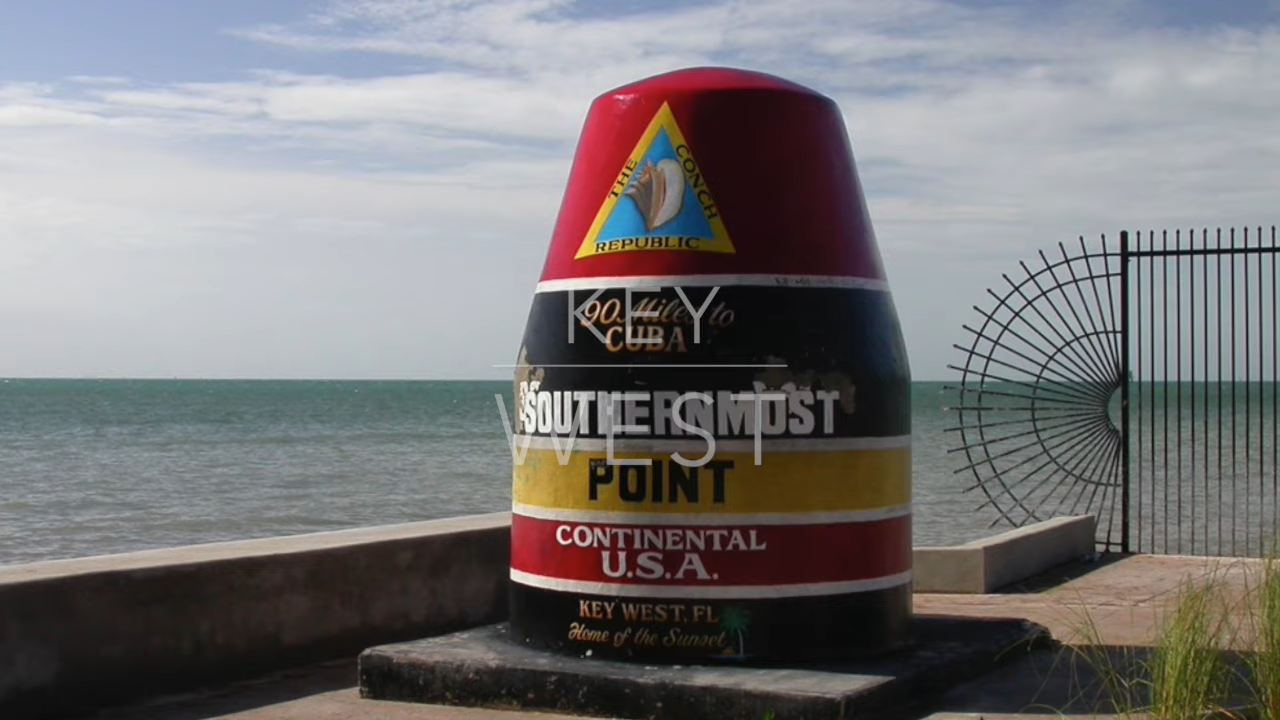 THE CONCH
REPUBLIC
90 Miles to
CUBA
KEY
SOUTHERNMOST
WEST
POINT
CONTINENTAL
U.S.A.
KEY WEST, FL
Home of the Sunset